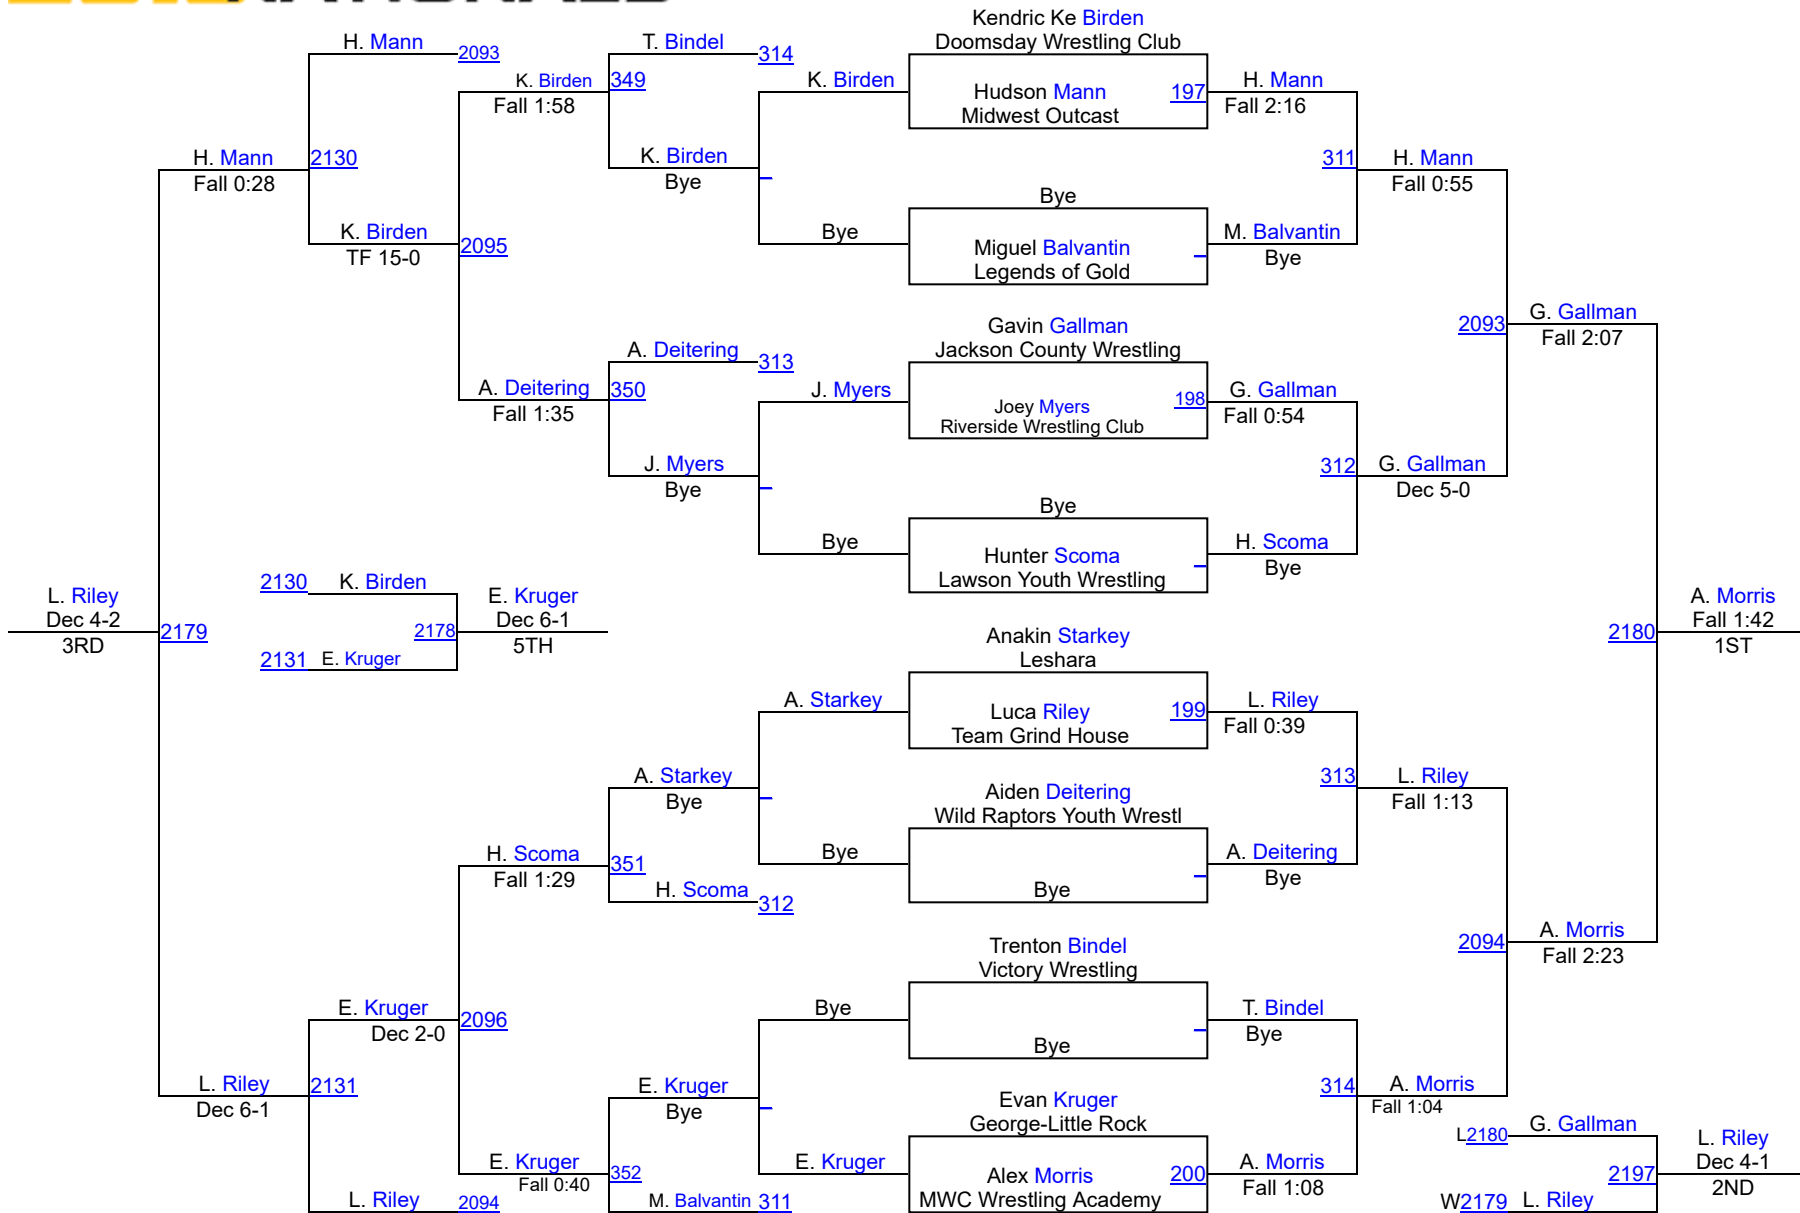 Kendric Ke Birden
Doomsday Wrestling Club
H. Mann
2093
T. Bindel
314
K. Birden
349
Fall 1:58
K. Birden
Hudson Mann
197
Midwest Outcast
H. Mann
Fall 2:16
H. Mann
2130
Fall 0:28
K. Birden
Bye
311
H. Mann
Fall 0:55
Bye
K. Birden
2095
TF 15-0
Bye
Miguel Balvantin
Legends of Gold
M. Balvantin
Bye
Gavin Gallman
Jackson County Wrestling
2093
G. Gallman
Fall 2:07
A. Deitering
313
A. Deitering
350
Fall 1:35
J. Myers
Joey Myers
198
Riverside Wrestling Club
G. Gallman
Fall 0:54
J. Myers
Bye
312
G. Gallman
Dec 5-0
Bye
Bye
Hunter Scoma
Lawson Youth Wrestling
H. Scoma
Bye
L. Riley
Dec 4-2
3RD
2179
2130
K. Birden
2131
E. Kruger
2178
E. Kruger
Dec 6-1
5TH
2180
A. Morris
Fall 1:42
1ST
Anakin Starkey
Leshara
A. Starkey
Luca Riley
199
Team Grind House
L. Riley
Fall 0:39
A. Starkey
Bye
Aiden Deitering
Wild Raptors Youth Wrestl
313
L. Riley
Fall 1:13
H. Scoma
351
Fall 1:29
Bye
Bye
A. Deitering
Bye
H. Scoma
312
Trenton Bindel
Victory Wrestling
2094
A. Morris
Fall 2:23
E. Kruger
2096
Dec 2-0
Bye
Bye
T. Bindel
Bye
L. Riley
2131
Dec 6-1
E. Kruger
Bye
Evan Kruger
George-Little Rock
314
A. Morris
Fall 1:04
E. Kruger
352
Fall 0:40
E. Kruger
Alex Morris
200
MWC Wrestling Academy
A. Morris
Fall 1:08
L. Riley
2094
M. Balvantin
311
L2180
G. Gallman
W2179
L. Riley
2197
L. Riley
Dec 4-1
2ND